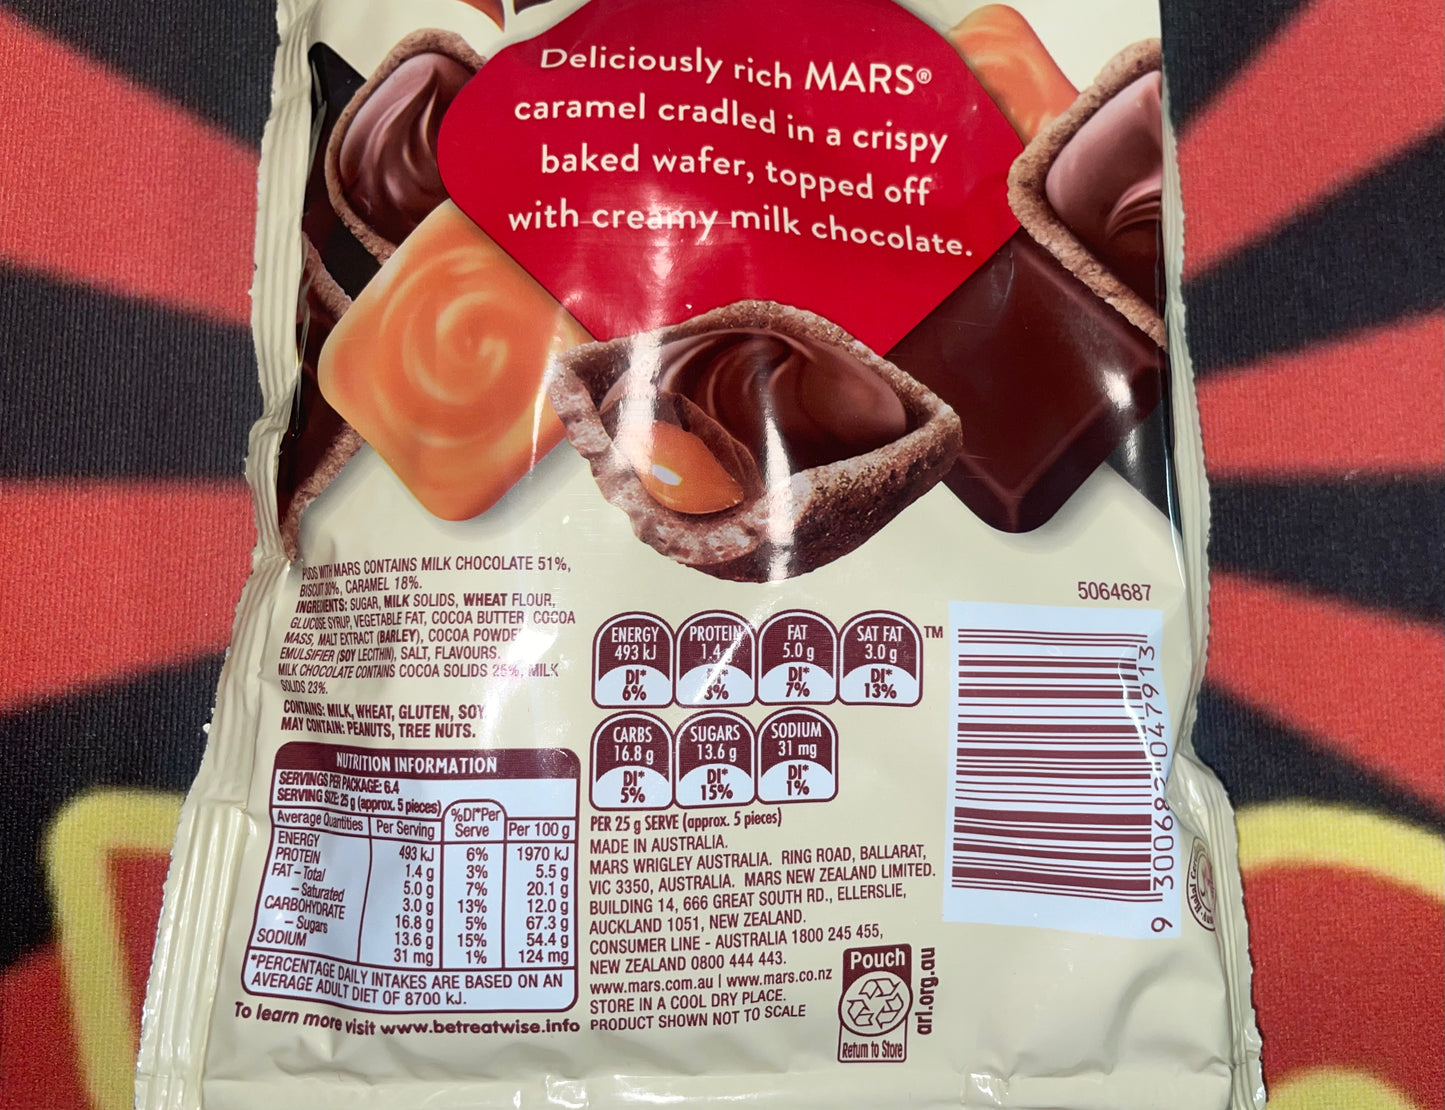 Deliciously rich MARS®
caramel cradled in a crispy
baked wafer, topped off
with creamy milk chocolate.
PODS WITH MARS CONTAINS MILK CHOCOLATE 51%,
BISCUIT 30%, CARAMEL 18%.
INGREDIENTS: SUGAR, MILK SOLIDS, WHEAT FLOUR,
GLUCOSE SYRUP, VEGETABLE FAT, COCOA BUTTER, COCOA
MASS, MALT EXTRACT (BARLEY), COCOA POWDER,
EMULSIFIER (SOY LECITHIN), SALT, FLAVOURS.
MILK CHOCOLATE CONTAINS COCOA SOLIDS 25%, MILK
SOLIDS 23%.
CONTAINS: MILK, WHEAT, GLUTEN, SOY.
MAY CONTAIN: PEANUTS, TREE NUTS.
NUTRITION INFORMATION
SERVINGS PER PACKAGE: 6.4
SERVING SIZE: 25 g (approx. 5 pieces)
Average Quantities Per Serving %DI*Per Serve Per 100 g
ENERGY 493 kJ 6% 1970 kJ
PROTEIN 1.4 g 3% 5.5 g
FAT – Total 5.0 g 7% 20.1 g
– Saturated 3.0 g 13% 12.0 g
CARBOHYDRATE 16.8 g 5% 67.3 g
– Sugars 13.6 g 15% 54.4 g
SODIUM 31 mg 1% 124 mg
*PERCENTAGE DAILY INTAKES ARE BASED ON AN
AVERAGE ADULT DIET OF 8700 kJ.
To learn more visit www.betreatwise.info
ENERGY 493 kJ DI* 6%
PROTEIN 1.4 g DI* 3%
FAT 5.0 g DI* 7%
SAT FAT 3.0 g DI* 13%
TM
CARBS 16.8 g DI* 5%
SUGARS 13.6 g DI* 15%
SODIUM 31 mg DI* 1%
PER 25 g SERVE (approx. 5 pieces)
MADE IN AUSTRALIA.
MARS WRIGLEY AUSTRALIA. RING ROAD, BALLARAT,
VIC 3350, AUSTRALIA. MARS NEW ZEALAND LIMITED.
BUILDING 14, 666 GREAT SOUTH RD., ELLERSLIE,
AUCKLAND 1051, NEW ZEALAND.
CONSUMER LINE - AUSTRALIA 1800 245 455,
NEW ZEALAND 0800 444 443.
www.mars.com.au | www.mars.co.nz
STORE IN A COOL DRY PLACE.
PRODUCT SHOWN NOT TO SCALE
Pouch
Return to Store
arl.org.au
5064687
9 300682 047913
Halal